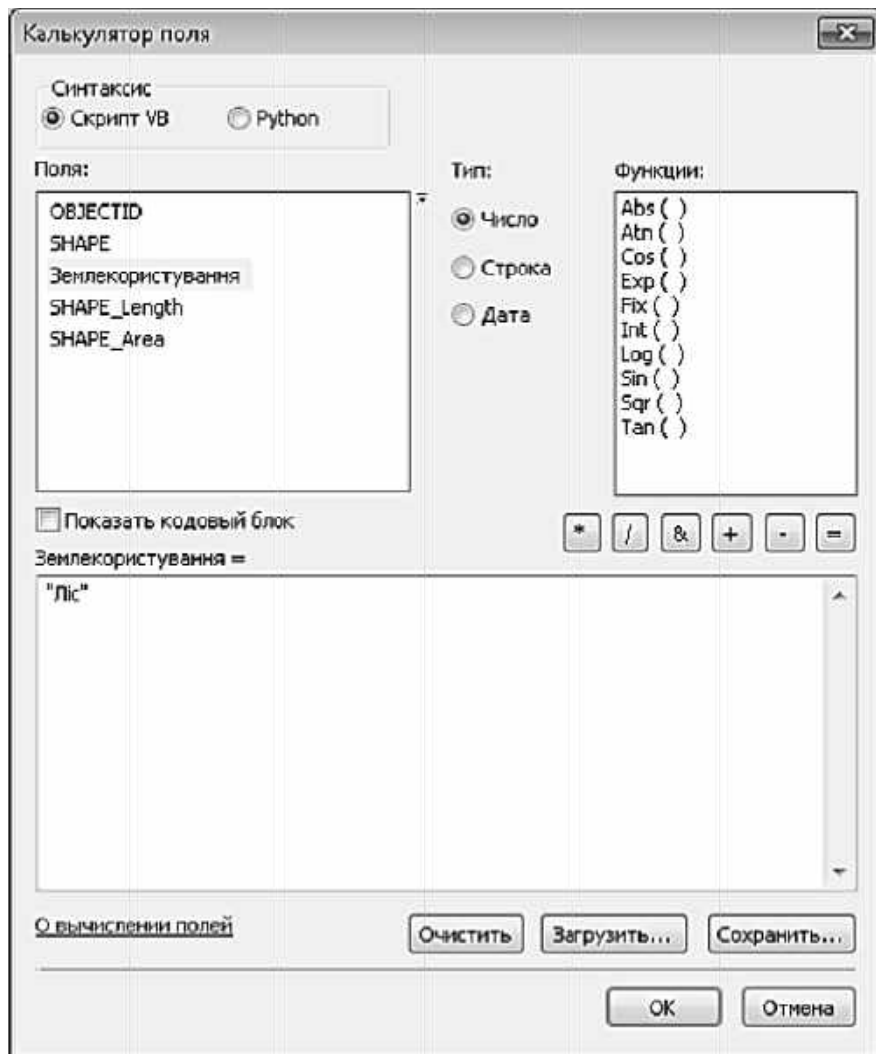 Калькулятор поля
Синтаксис
Скрипт VB
Python
Поля:
OBJECTID
SHAPE
Землекористування
SHAPE_Length
SHAPE_Area
Тип:
Число
Строка
Дата
Функции:
Abs ( )
Atn ( )
Cos ( )
Exp ( )
Fix ( )
Int ( )
Log ( )
Sin ( )
Sqr ( )
Tan ( )
Показать кодовый блок
* / & + - =
Землекористування =
"Ліс"
О вычислении полей
Очистить
Загрузить...
Сохранить...
OK
Отмена